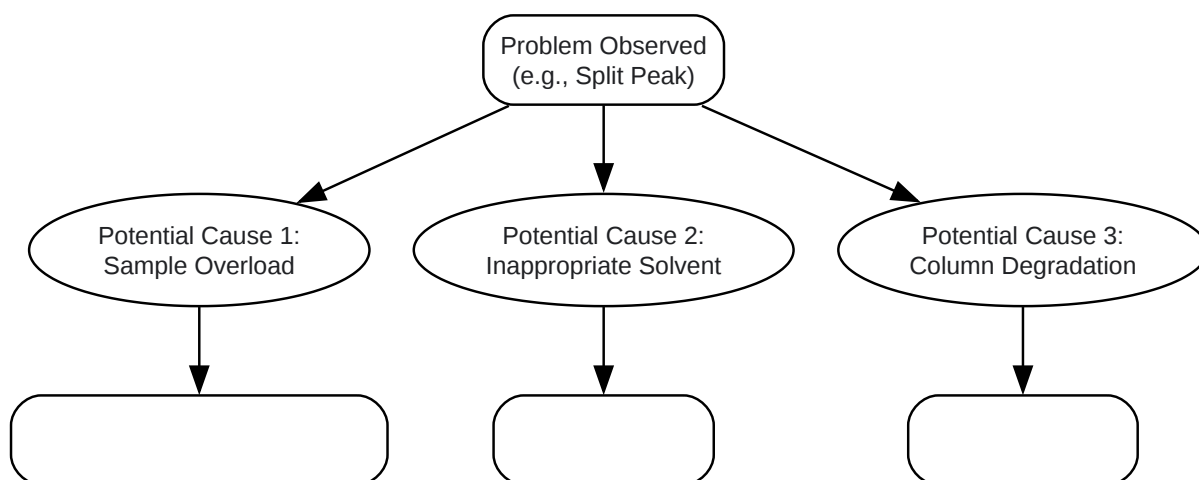 Problem Observed
(e.g., Split Peak)
Potential Cause 1:
Sample Overload
Potential Cause 2:
Inappropriate Solvent
Potential Cause 3:
Column Degradation